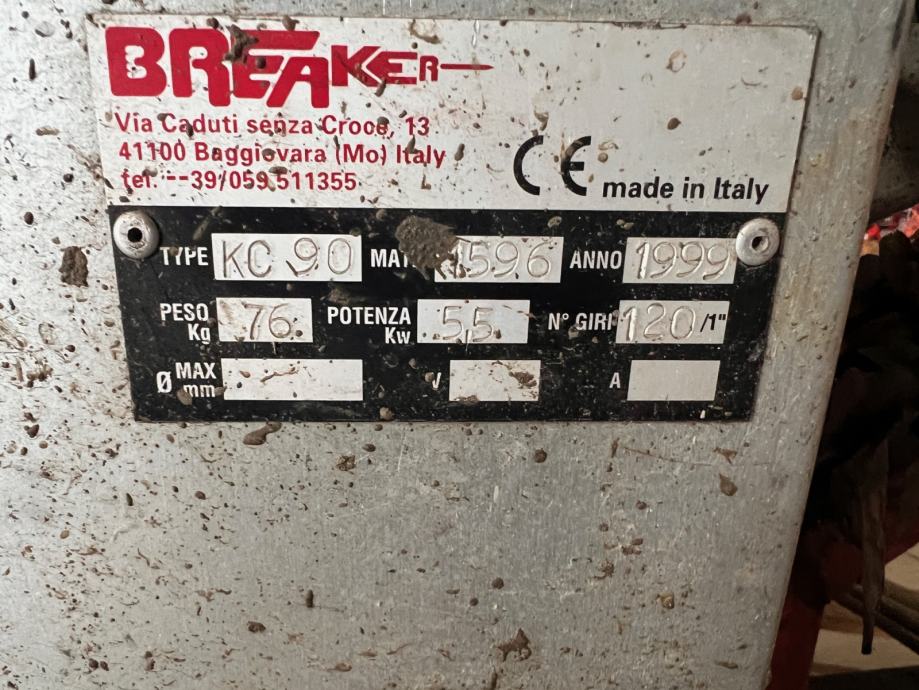 BREAKER
Via Caduti senza Croce, 13
41100 Baggiovara (Mo) Italy
tel. --39/059.511355
CE made in Italy
TYPE KC 90 MAT 1596 ANNO 1999
PESO Kg 76 POTENZA Kw 5,5 N° GIRI 120 /1"
Ø MAX mm V A